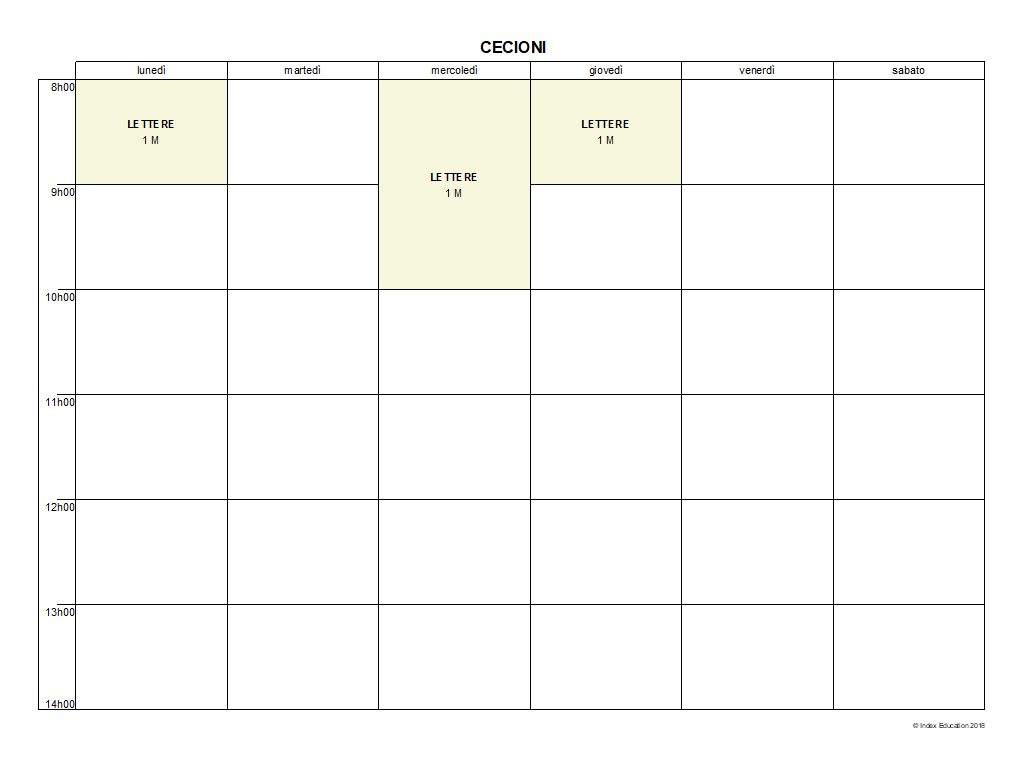 CECIONI
lunedì martedì mercoledì giovedì venerdì sabato
8h00
LETTERE
1 M
LETTERE
1 M
LETTERE
1 M
9h00
10h00
11h00
12h00
13h00
14h00
© Index Education 2018